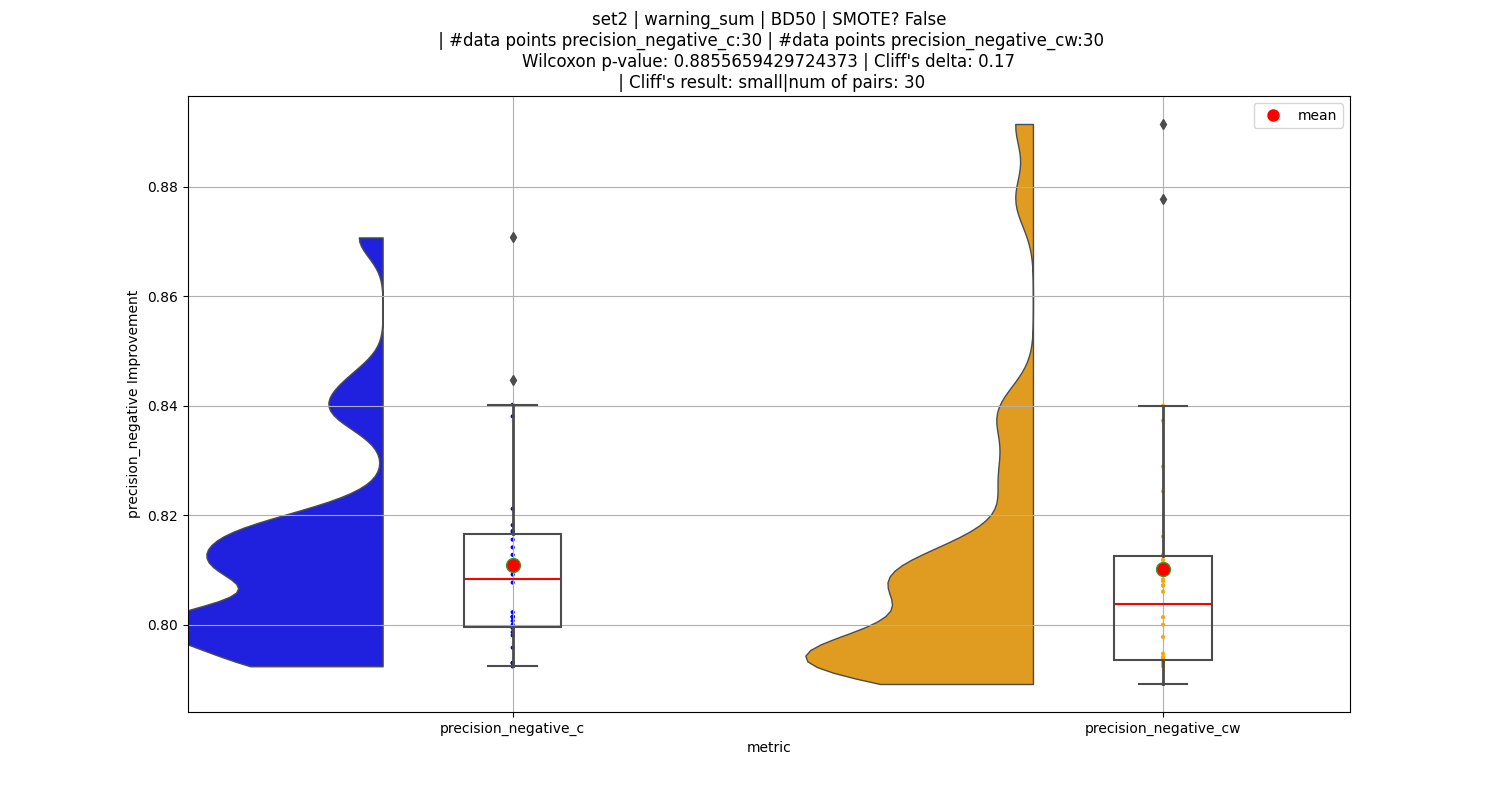 set2 | warning_sum | BD50 | SMOTE? False
| #data points precision_negative_c:30 | #data points precision_negative_cw:30
Wilcoxon p-value: 0.8855659429724373 | Cliff's delta: 0.17
| Cliff's result: small|num of pairs: 30
mean
0.88
0.86
0.84
0.82
0.80
precision_negative Improvement
precision_negative_c
precision_negative_cw
metric